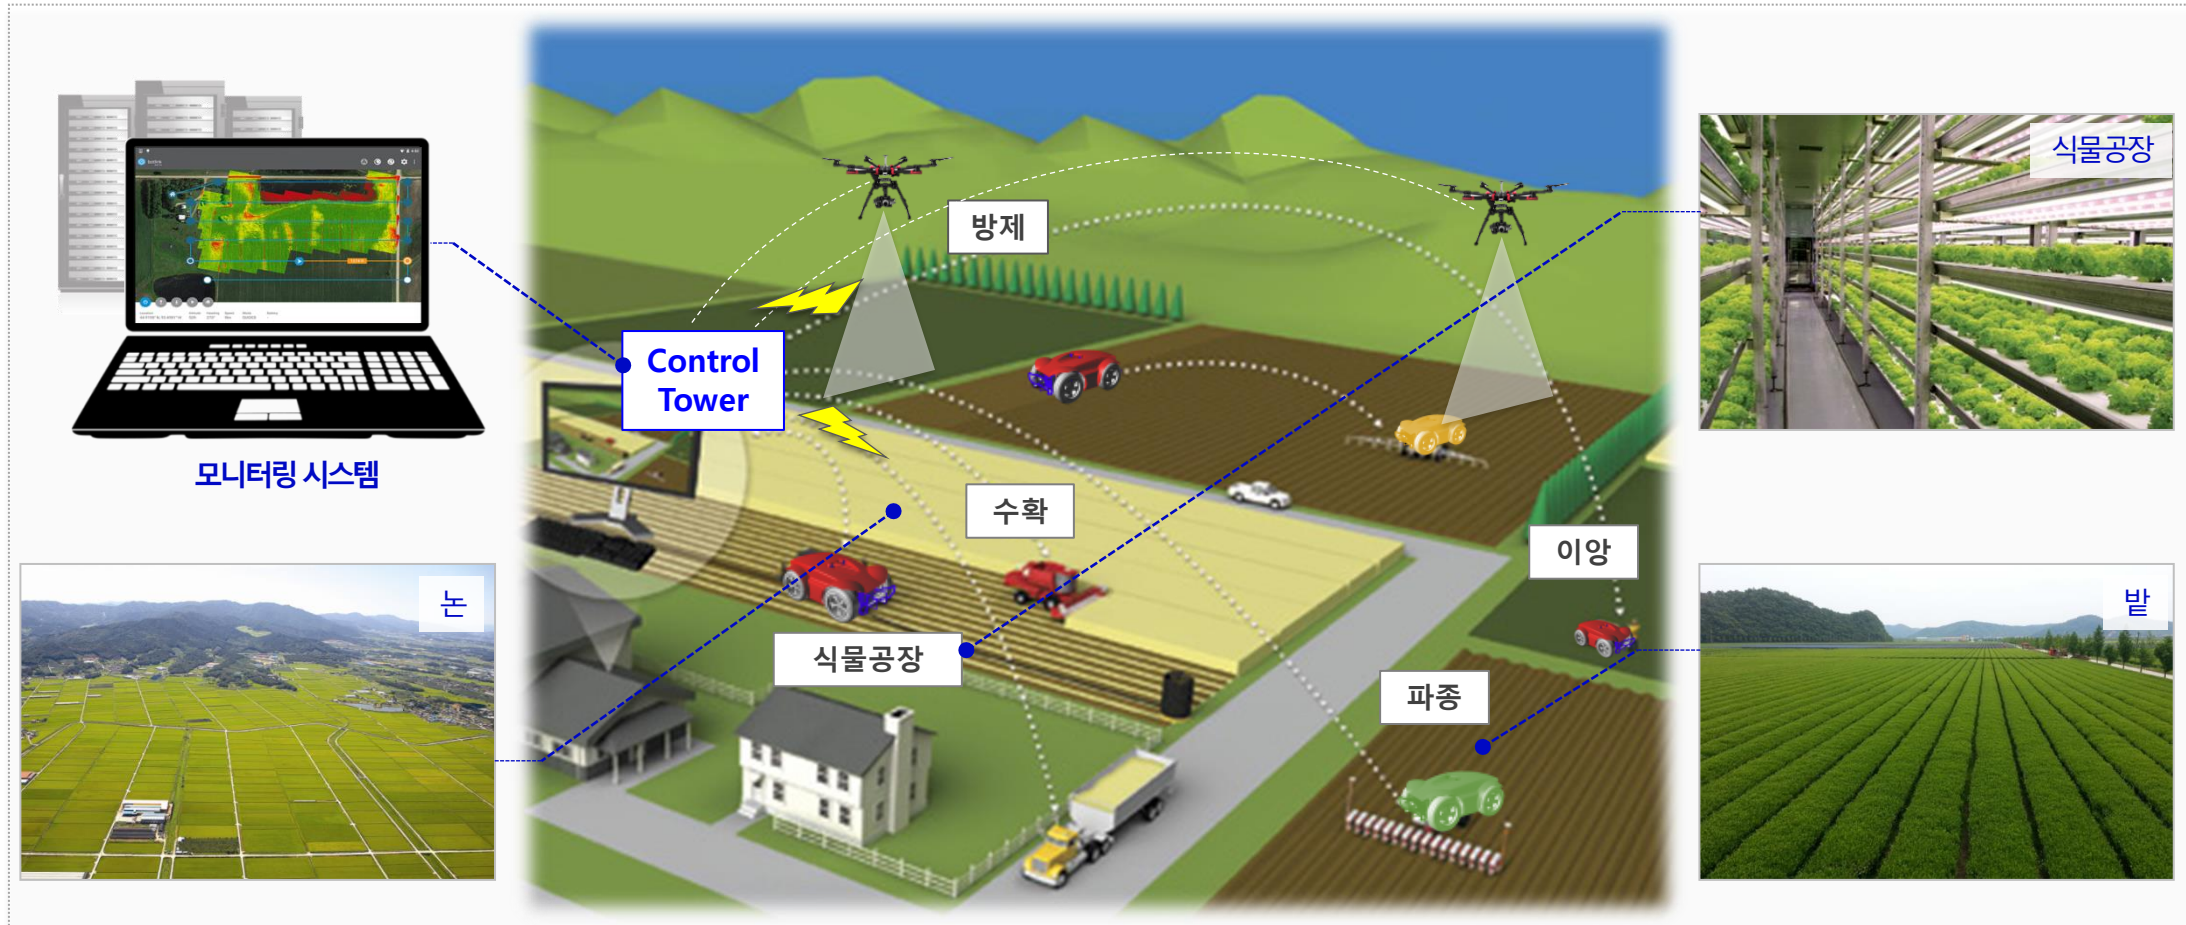 식물공장
방제
Control
Tower
모니터링 시스템
수확
이앙
논
밭
식물공장
파종